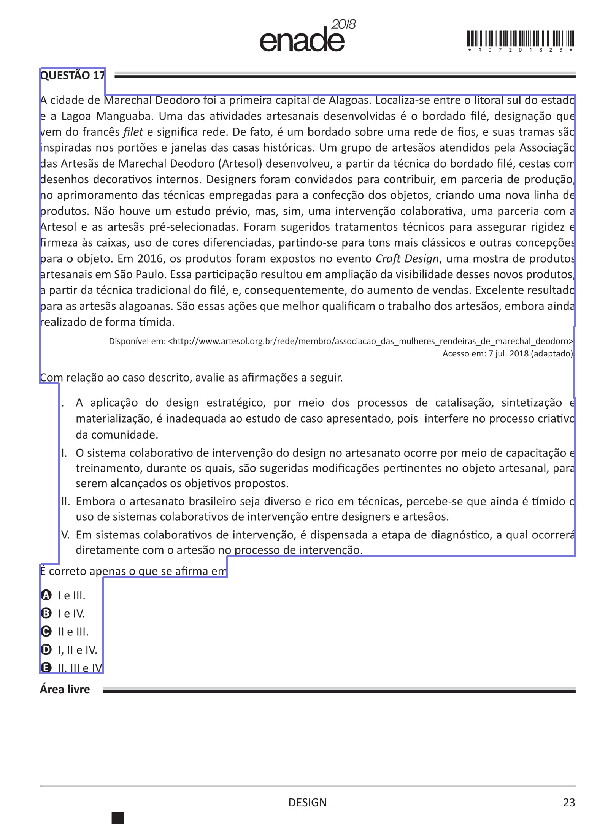 enade 2018
*R0720182​3*
QUESTÃO 17
A cidade de Marechal Deodoro foi a primeira capital de Alagoas. Localiza-se entre o litoral sul do estado
e a Lagoa Manguaba. Uma das atividades artesanais desenvolvidas é o bordado filé, designação que
vem do francês filet e significa rede. De fato, é um bordado sobre uma rede de fios, e suas tramas são
inspiradas nos portões e janelas das casas históricas. Um grupo de artesãos atendidos pela Associação
das Artesãs de Marechal Deodoro (Artesol) desenvolveu, a partir da técnica do bordado filé, cestas com
desenhos decorativos internos. Designers foram convidados para contribuir, em parceria de produção,
no aprimoramento das técnicas empregadas para a confecção dos objetos, criando uma nova linha de
produtos. Não houve um estudo prévio, mas, sim, uma intervenção colaborativa, uma parceria com a
Artesol e as artesãs pré-selecionadas. Foram sugeridos tratamentos técnicos para assegurar rigidez e
firmeza às caixas, uso de cores diferenciadas, partindo-se para tons mais clássicos e outras concepções
para o objeto. Em 2016, os produtos foram expostos no evento Craft Design, uma mostra de produtos
artesanais em São Paulo. Essa participação resultou em ampliação da visibilidade desses novos produtos,
a partir da técnica tradicional do filé, e, consequentemente, do aumento de vendas. Excelente resultado
para as artesãs alagoanas. São essas ações que melhor qualificam o trabalho dos artesãos, embora ainda
realizado de forma tímida.
Disponível em: <http://www.artesol.org.br/rede/membro/associacao_das_mulheres_rendeiras_de_marechal_deodoro>.
Acesso em: 7 jul. 2018 (adaptado).
Com relação ao caso descrito, avalie as afirmações a seguir.
I. A aplicação do design estratégico, por meio dos processos de catalisação, sintetização e
materialização, é inadequada ao estudo de caso apresentado, pois interfere no processo criativo
da comunidade.
II. O sistema colaborativo de intervenção do design no artesanato ocorre por meio de capacitação e
treinamento, durante os quais, são sugeridas modificações pertinentes no objeto artesanal, para
serem alcançados os objetivos propostos.
III. Embora o artesanato brasileiro seja diverso e rico em técnicas, percebe-se que ainda é tímido o
uso de sistemas colaborativos de intervenção entre designers e artesãos.
IV. Em sistemas colaborativos de intervenção, é dispensada a etapa de diagnóstico, a qual ocorrerá
diretamente com o artesão no processo de intervenção.
É correto apenas o que se afirma em
A I e III.
B I e IV.
C II e III.
D I, II e IV.
E II, III e IV.
Área livre
DESIGN
23